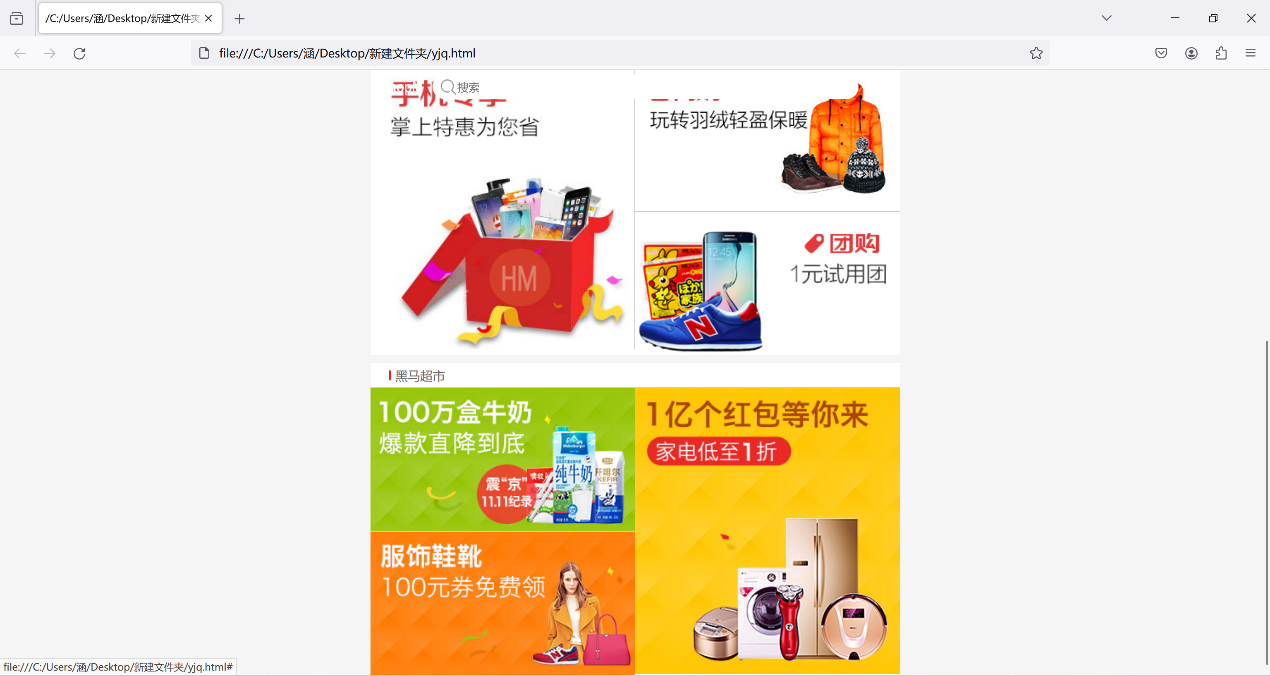 /C:/Users/涵/Desktop/新建文件夹
file:///C:/Users/涵/Desktop/新建文件夹/yjq.html
搜索
手机专享
掌上特惠为您省
玩转羽绒轻盈保暖
HM
团购
1元试用团
黑马超市
100万盒牛奶
爆款直降到底
震“京”
11.11纪录
纯牛奶
KEFIR
1亿个红包等你来
家电低至1折
服饰鞋靴
100元券免费领
file:///C:/Users/涵/Desktop/新建文件夹/yjq.html#